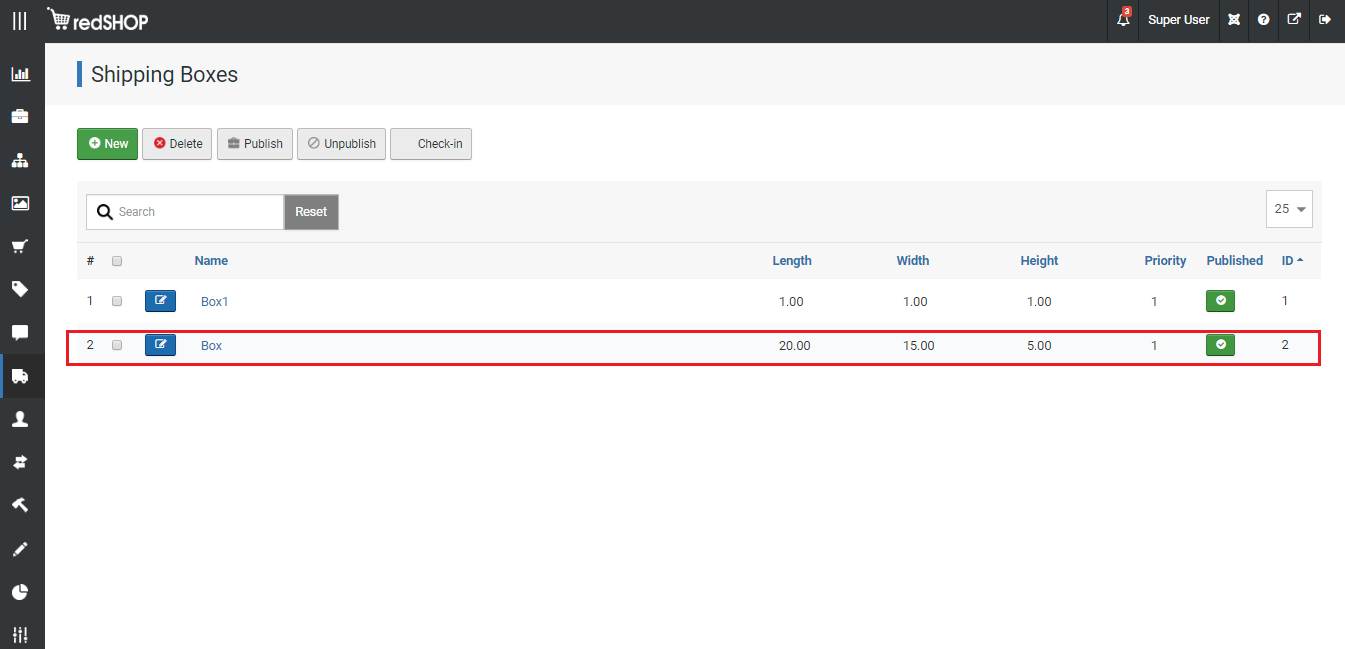 redSHOP
3
Super User
Shipping Boxes
New Delete Publish Unpublish Check-in
Search Reset 25
# Name Length Width Height Priority Published ID
1 Box1 1.00 1.00 1.00 1 1
2 Box 20.00 15.00 5.00 1 2